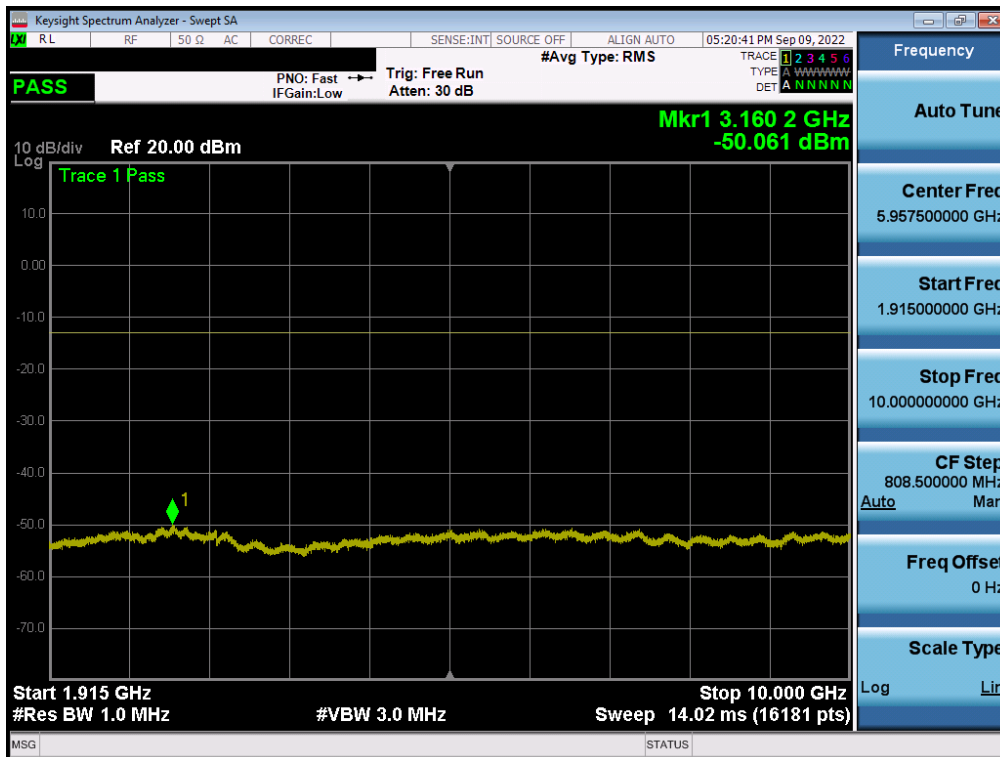 Keysight Spectrum Analyzer - Swept SA
LXI RL RF 50 Ω AC CORREC SENSE:INT SOURCE OFF ALIGN AUTO 05:20:41 PM Sep 09, 2022
#Avg Type: RMS
TRACE 1 2 3 4 5 6
TYPE A WWWWW
DET A N N N N N
PASS
PNO: Fast
IFGain:Low
Trig: Free Run
Atten: 30 dB
Mkr1 3.160 2 GHz
-50.061 dBm
10 dB/div Ref 20.00 dBm
Log
Trace 1 Pass
10.0
0.00
-10.0
-20.0
-30.0
-40.0
1
-50.0
-60.0
-70.0
Start 1.915 GHz Stop 10.000 GHz
#Res BW 1.0 MHz #VBW 3.0 MHz Sweep 14.02 ms (16181 pts)
MSG STATUS
Frequency
Auto Tune
Center Freq
5.957500000 GHz
Start Freq
1.915000000 GHz
Stop Freq
10.000000000 GHz
CF Step
808.500000 MHz
Auto Man
Freq Offset
0 Hz
Scale Type
Log Lin